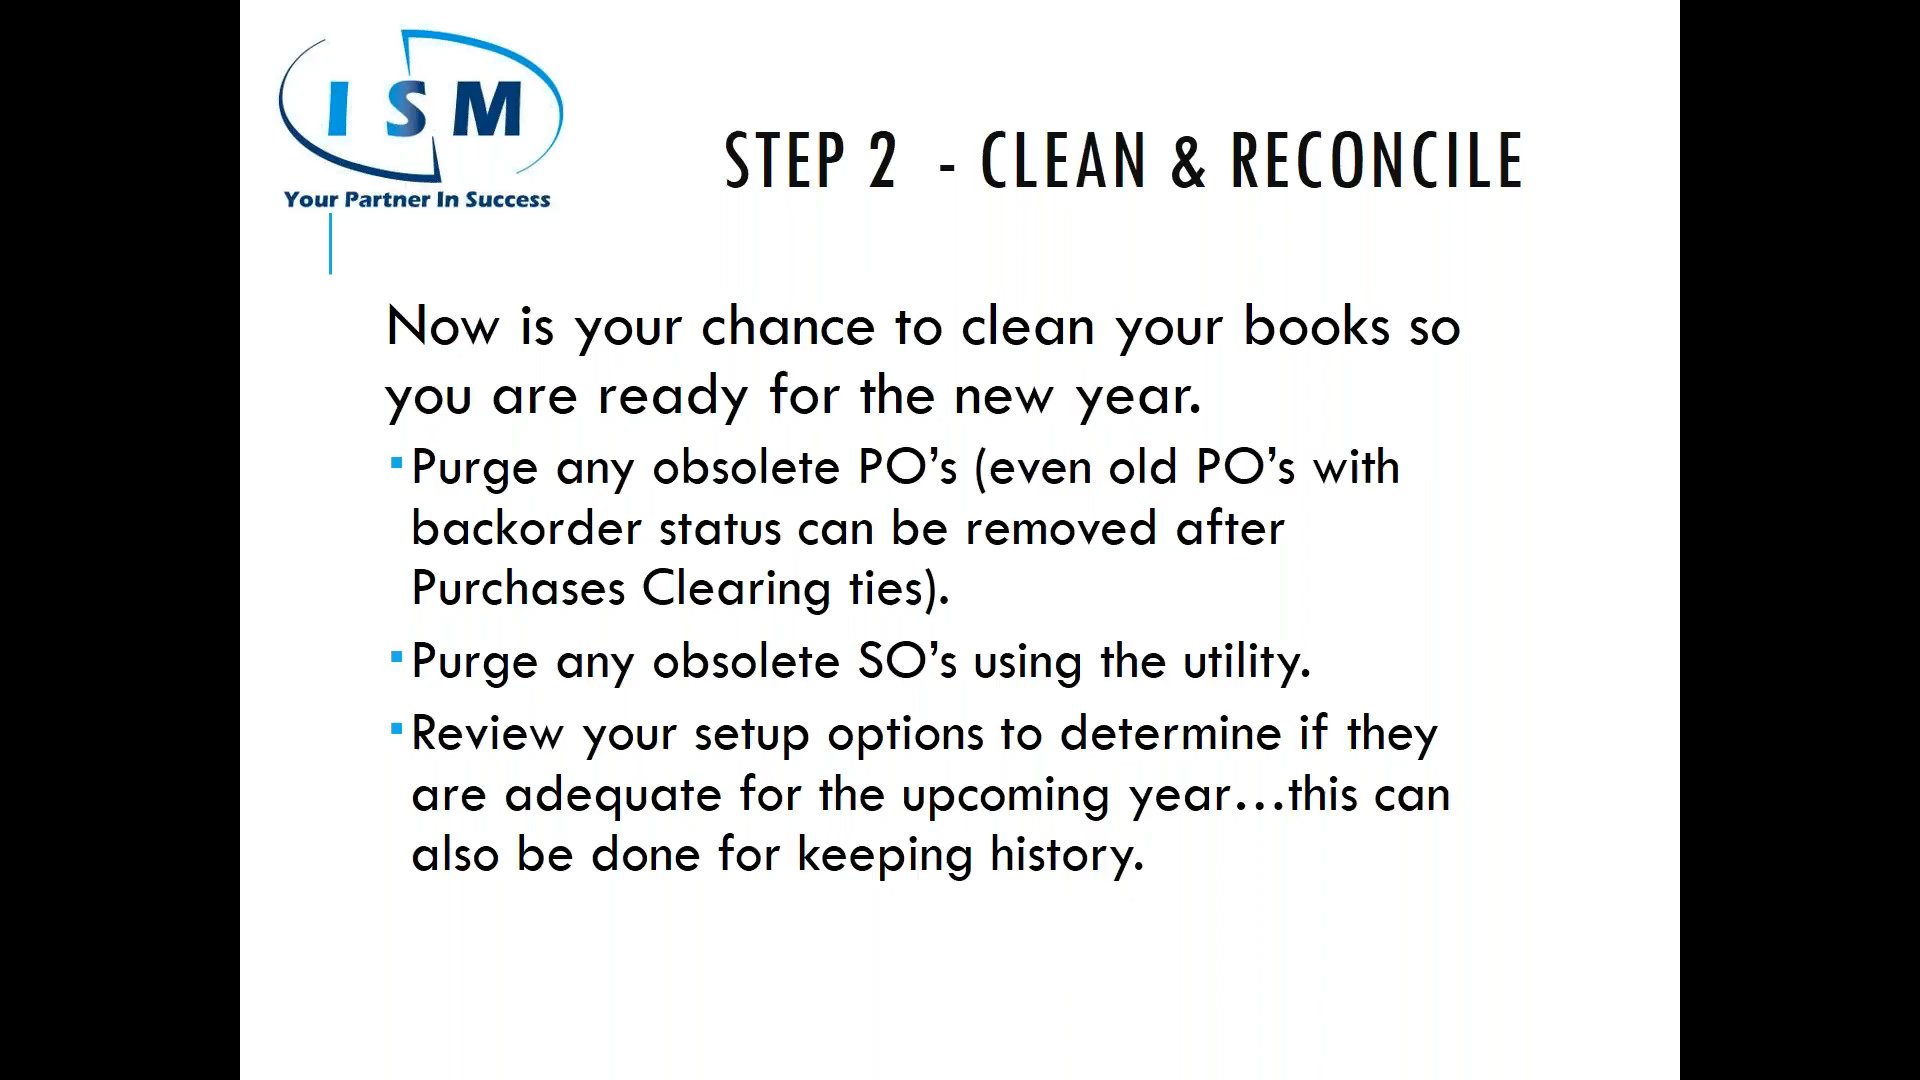 I S M
Your Partner In Success
STEP 2 - CLEAN & RECONCILE
Now is your chance to clean your books so
you are ready for the new year.
▪Purge any obsolete PO’s (even old PO’s with
backorder status can be removed after
Purchases Clearing ties).
▪Purge any obsolete SO’s using the utility.
▪Review your setup options to determine if they
are adequate for the upcoming year…this can
also be done for keeping history.